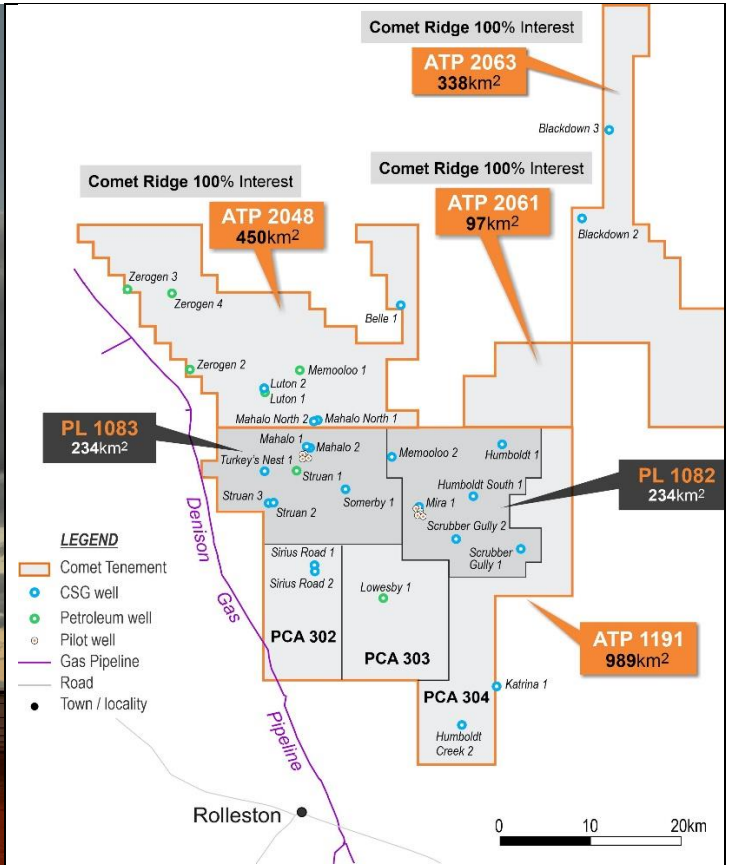 Comet Ridge 100% Interest
ATP 2063
338km²
Blackdown 3
Comet Ridge 100% Interest
Comet Ridge 100% Interest
ATP 2048
450km²
ATP 2061
97km²
Blackdown 2
Zerogen 3
Zerogen 4
Belle 1
Zerogen 2
Memooloo 1
Luton 2
Luton 1
Mahalo North 2
Mahalo North 1
PL 1083
234km²
Mahalo 1
Mahalo 2
Memooloo 2
Humboldt 1
Turkey's Nest 1
Struan 1
PL 1082
234km²
Humboldt South 1
Struan 3
Struan 2
Somerby 1
Mira 1
Scrubber Gully 2
Scrubber
Gully 1
Denison
Gas
Pipeline
LEGEND
Comet Tenement
CSG well
Petroleum well
Pilot well
Gas Pipeline
Road
Town / locality
Sirius Road 1
Sirius Road 2
Lowesby 1
PCA 302
PCA 303
ATP 1191
989km²
PCA 304
Katrina 1
Humboldt
Creek 2
Rolleston
0
10
20km